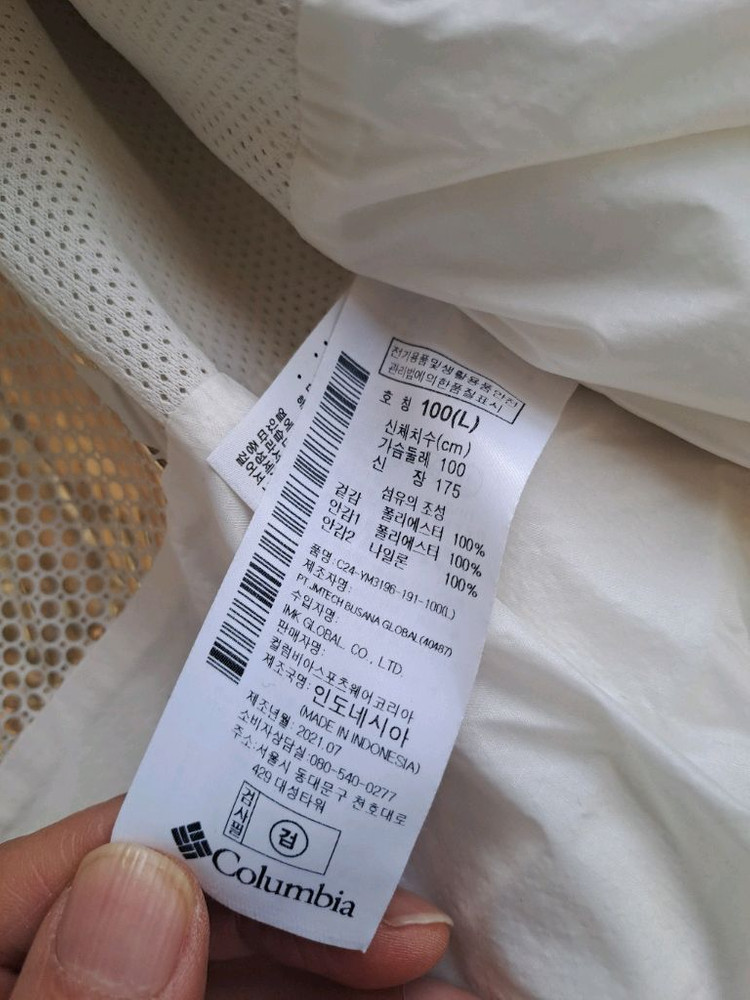 전기용품 및 생활용품 안전
관리법에 의한 품질표시
호 칭 100(L)
신체치수(cm)
가슴둘레 100
신 장 175
섬유의 조성
겉감 폴리에스터 100%
안감1 폴리에스터 100%
안감2 나일론 100%
품명: C24-YM3196-191-100(L)
제조자명:
PT.JMTECH BUSANA GLOBAL(40487)
수입자명:
IMK GLOBAL. CO., LTD.
판매자명:
컬럼비아스포츠웨어코리아
제조국명: 인도네시아
(MADE IN INDONESIA)
제조년월: 2021.07
소비자상담실:080-540-0277
주소:서울시 동대문구 천호대로
429 대성타워
검사필
검
Columbia